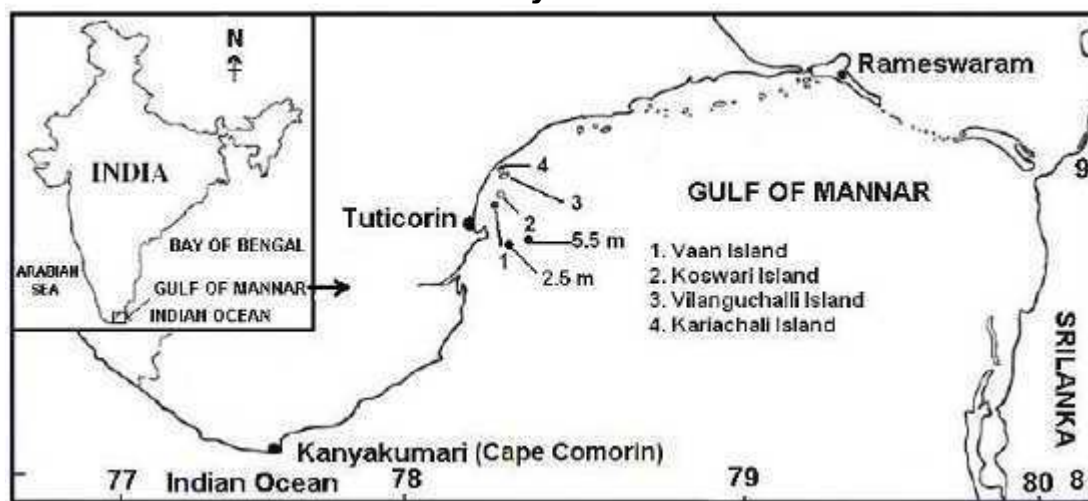 N
INDIA
BAY OF BENGAL
ARABIAN
SEA
GULF OF MANNAR
INDIAN OCEAN
Rameswaram
4
3
2
1
5.5 m
2.5 m
Tuticorin
GULF OF MANNAR
1. Vaan Island
2. Koswari Island
3. Vilanguchalli Island
4. Kariachali Island
9
SRILANKA
Kanyakumari (Cape Comorin)
77
78
79
80
8
Indian Ocean